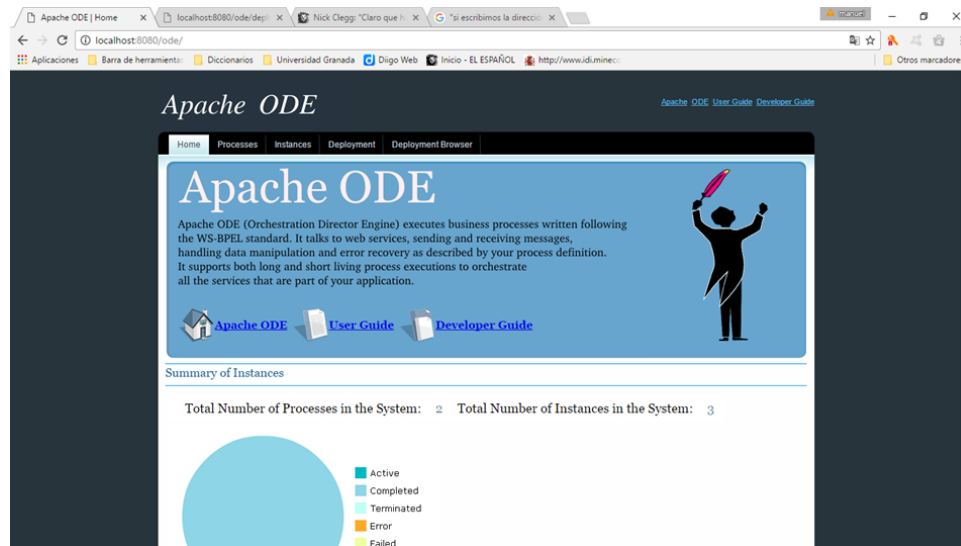 Apache ODE | Home
localhost:8080/ode/depl
Nick Clegg: "Claro que h
"si escribimos la direcció
manuel
localhost:8080/ode/
Aplicaciones
Barra de herramienta
Diccionarios
Universidad Granada
Diigo Web
Inicio - EL ESPAÑOL
http://www.idi.minec
Otros marcadore
Apache ODE
Apache ODE User Guide Developer Guide
Home Processes Instances Deployment Deployment Browser
Apache ODE
Apache ODE (Orchestration Director Engine) executes business processes written following
the WS-BPEL standard. It talks to web services, sending and receiving messages,
handling data manipulation and error recovery as described by your process definition.
It supports both long and short living process executions to orchestrate
all the services that are part of your application.
Apache ODE User Guide Developer Guide
Summary of Instances
Total Number of Processes in the System: 2 Total Number of Instances in the System: 3
Active
Completed
Terminated
Error
Failed